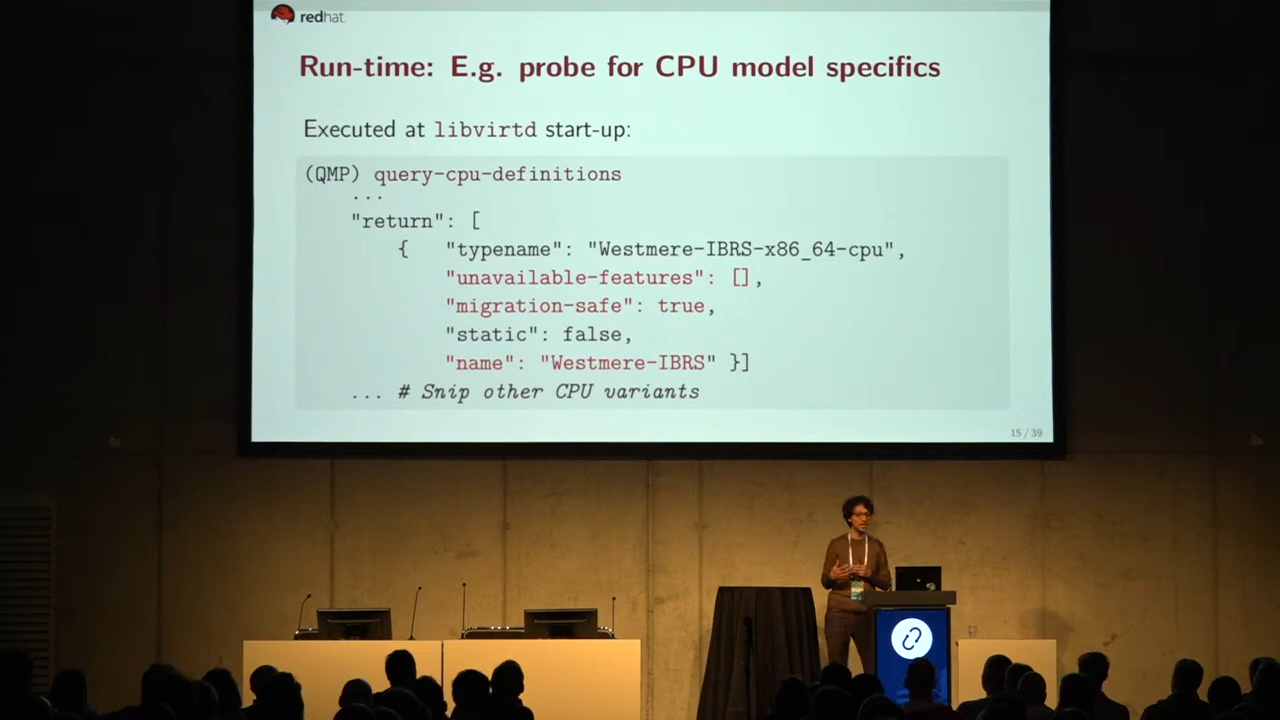 redhat.
Run-time: E.g. probe for CPU model specifics
Executed at libvirtd start-up:
(QMP) query-cpu-definitions
...
"return": [
{ "typename": "Westmere-IBRS-x86_64-cpu",
"unavailable-features": [],
"migration-safe": true,
"static": false,
"name": "Westmere-IBRS" }]
... # Snip other CPU variants
15 / 39